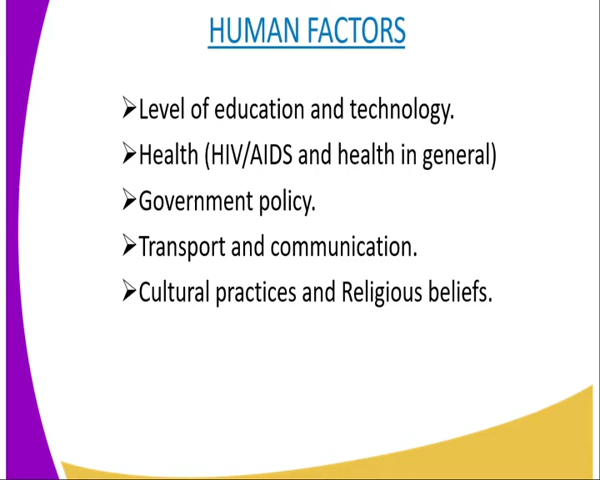 HUMAN FACTORS
➢Level of education and technology.
➢Health (HIV/AIDS and health in general)
➢Government policy.
➢Transport and communication.
➢Cultural practices and Religious beliefs.